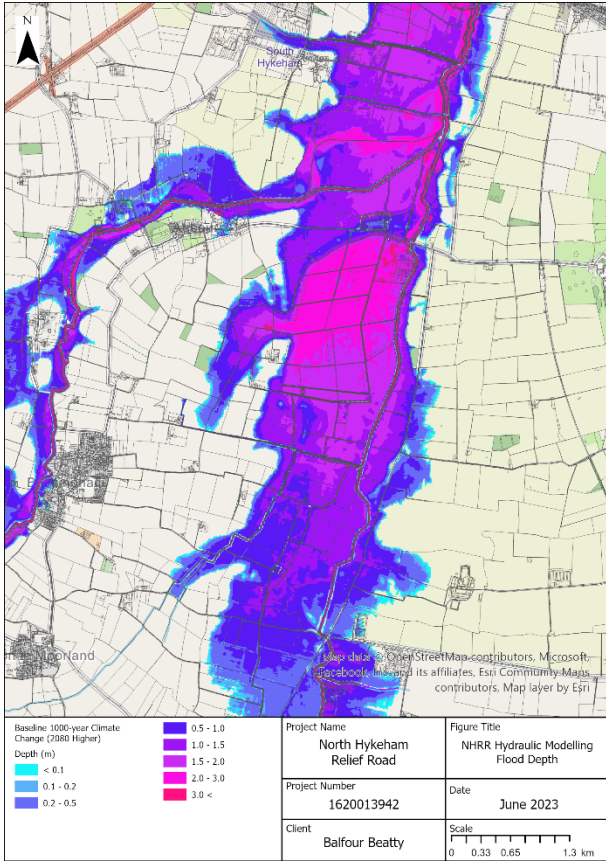 N
South
Hykeham
Map data © OpenStreetMap contributors, Microsoft,
Facebook, Inc. and its affiliates, Esri Community Maps
contributors, Map layer by Esri
Baseline 1000-year Climate
Change (2080 Higher)
Depth (m)
< 0.1
0.1 - 0.2
0.2 - 0.5
0.5 - 1.0
1.0 - 1.5
1.5 - 2.0
2.0 - 3.0
3.0 <
Project Name
North Hykeham
Relief Road
Project Number
1620013942
Client
Balfour Beatty
Figure Title
NHRR Hydraulic Modelling
Flood Depth
Date
June 2023
Scale
0 0.33 0.65 1.3 km